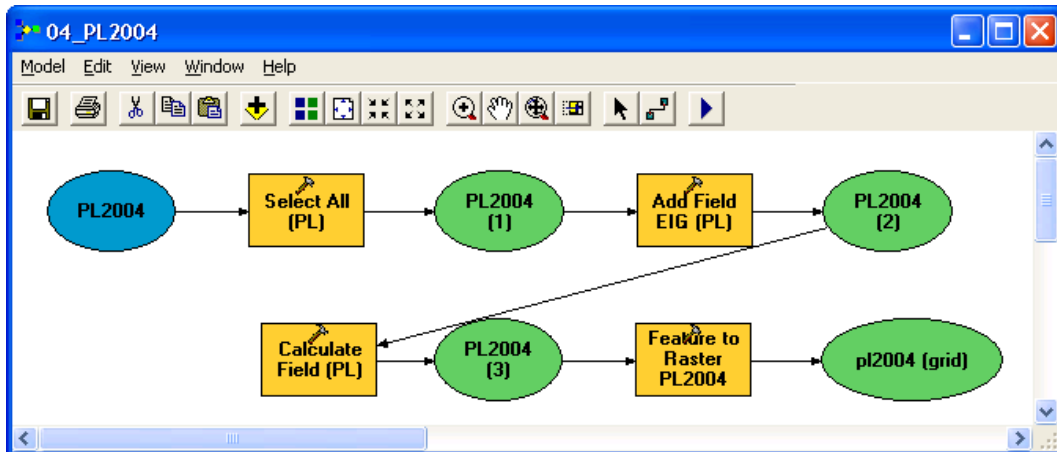 04_PL2004
Model Edit View Window Help
PL2004
Select All
(PL)
PL2004
(1)
Add Field
EIG (PL)
PL2004
(2)
Calculate
Field (PL)
PL2004
(3)
Feature to
Raster
PL2004
pl2004 (grid)